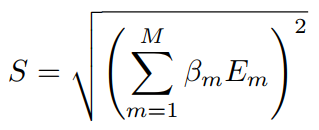 $S = \sqrt{\left( \sum_{m=1}^{M} \beta_m E_m \right)^2}$